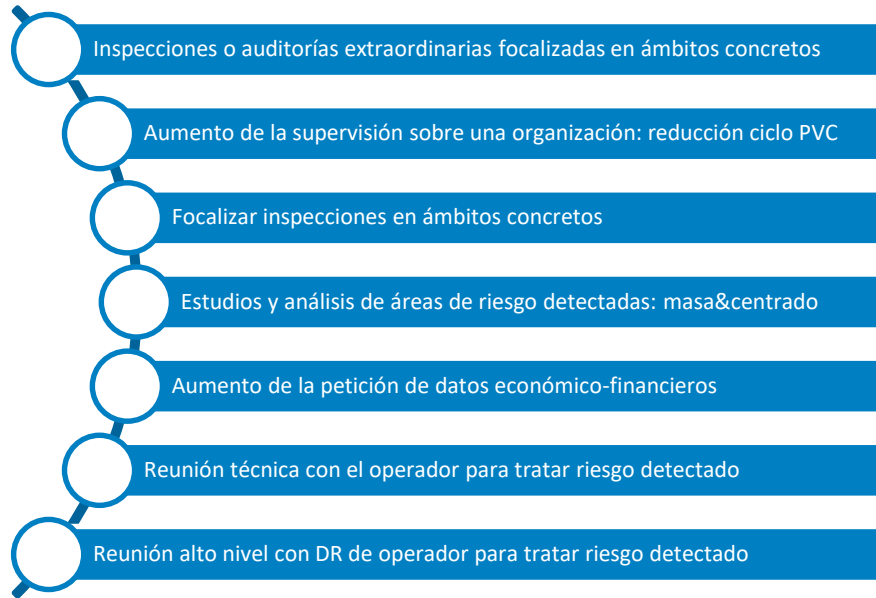 Inspecciones o auditorías extraordinarias focalizadas en ámbitos concretos
Aumento de la supervisión sobre una organización: reducción ciclo PVC
Focalizar inspecciones en ámbitos concretos
Estudios y análisis de áreas de riesgo detectadas: masa&centrado
Aumento de la petición de datos económico-financieros
Reunión técnica con el operador para tratar riesgo detectado
Reunión alto nivel con DR de operador para tratar riesgo detectado